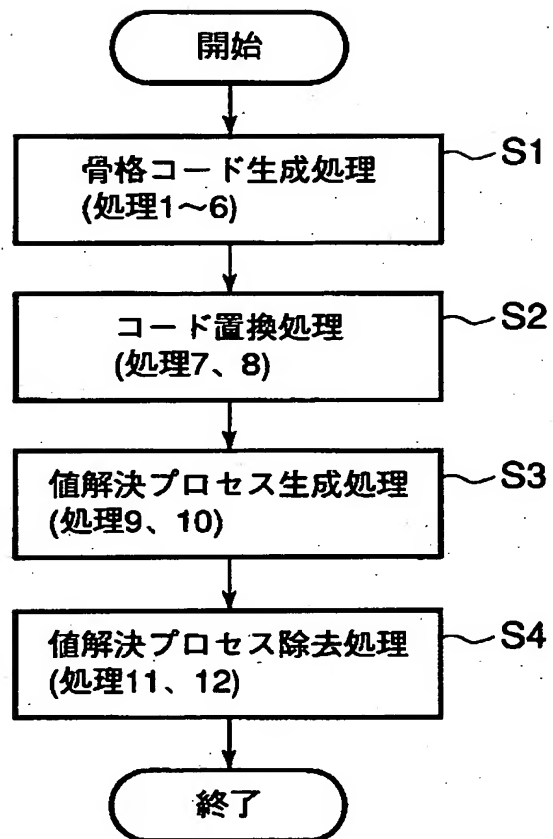 開始
骨格コード生成処理
(処理1〜6)
S1
コード置換処理
(処理7、8)
S2
値解決プロセス生成処理
(処理9、10)
S3
値解決プロセス除去処理
(処理11、12)
S4
終了